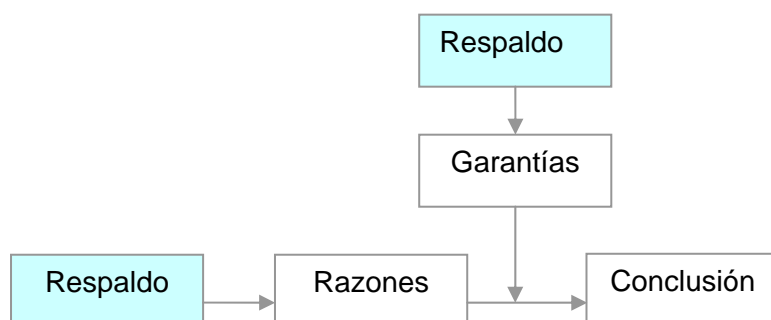 Respaldo
Garantías
Respaldo
Razones
Conclusión